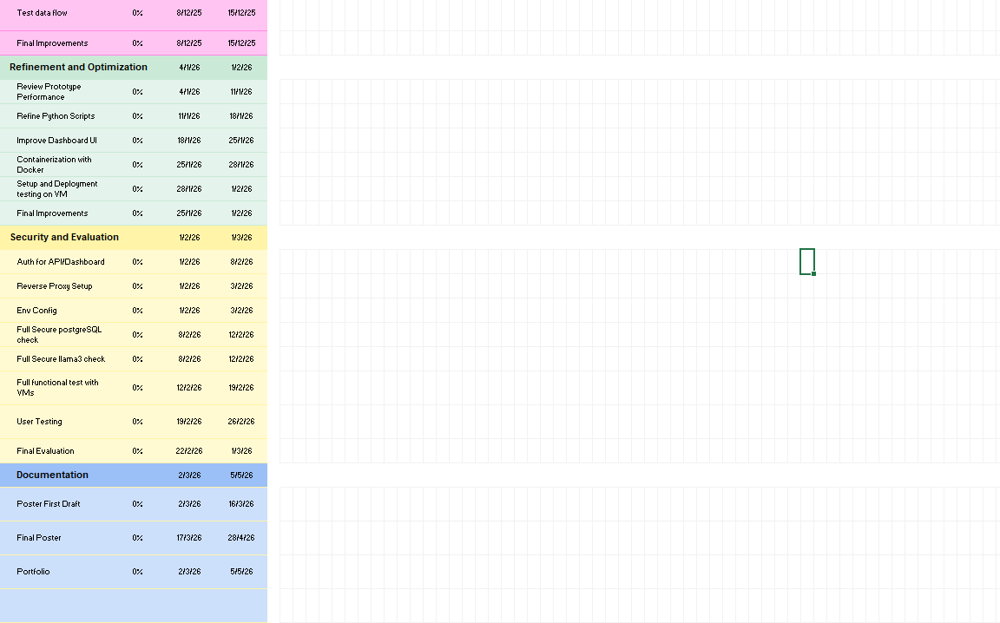 Test data flow 0% 8/12/25 15/12/25
Final Improvements 0% 8/12/25 15/12/25
Refinement and Optimization 4/1/26 1/2/26
Review Prototype
Performance 0% 4/1/26 11/1/26
Refine Python Scripts 0% 11/1/26 18/1/26
Improve Dashboard UI 0% 18/1/26 25/1/26
Containerization with
Docker 0% 25/1/26 28/1/26
Setup and Deployment
testing on VM 0% 28/1/26 1/2/26
Final Improvements 0% 25/1/26 1/2/26
Security and Evaluation 1/2/26 1/3/26
Auth for API/Dashboard 0% 1/2/26 8/2/26
Reverse Proxy Setup 0% 1/2/26 3/2/26
Env Config 0% 1/2/26 3/2/26
Full Secure postgreSQL
check 0% 8/2/26 12/2/26
Full Secure llama3 check 0% 8/2/26 12/2/26
Full functional test with
VMs 0% 12/2/26 19/2/26
User Testing 0% 19/2/26 26/2/26
Final Evaluation 0% 22/2/26 1/3/26
Documentation 2/3/26 5/5/26
Poster First Draft 0% 2/3/26 16/3/26
Final Poster 0% 17/3/26 28/4/26
Portfolio 0% 2/3/26 5/5/26